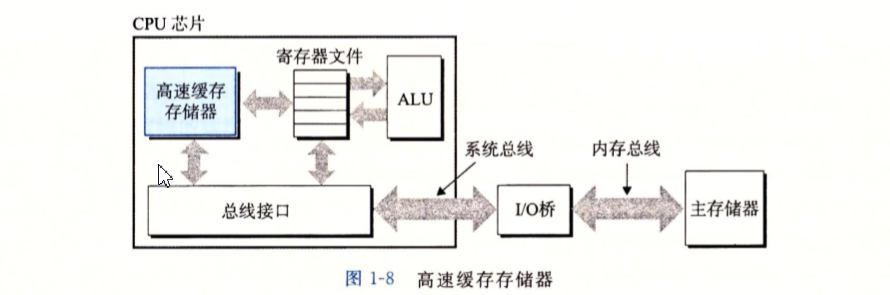 CPU 芯片
寄存器文件
高速缓存
存储器
ALU
系统总线
内存总线
总线接口
I/O桥
主存储器
图 1-8 高速缓存存储器